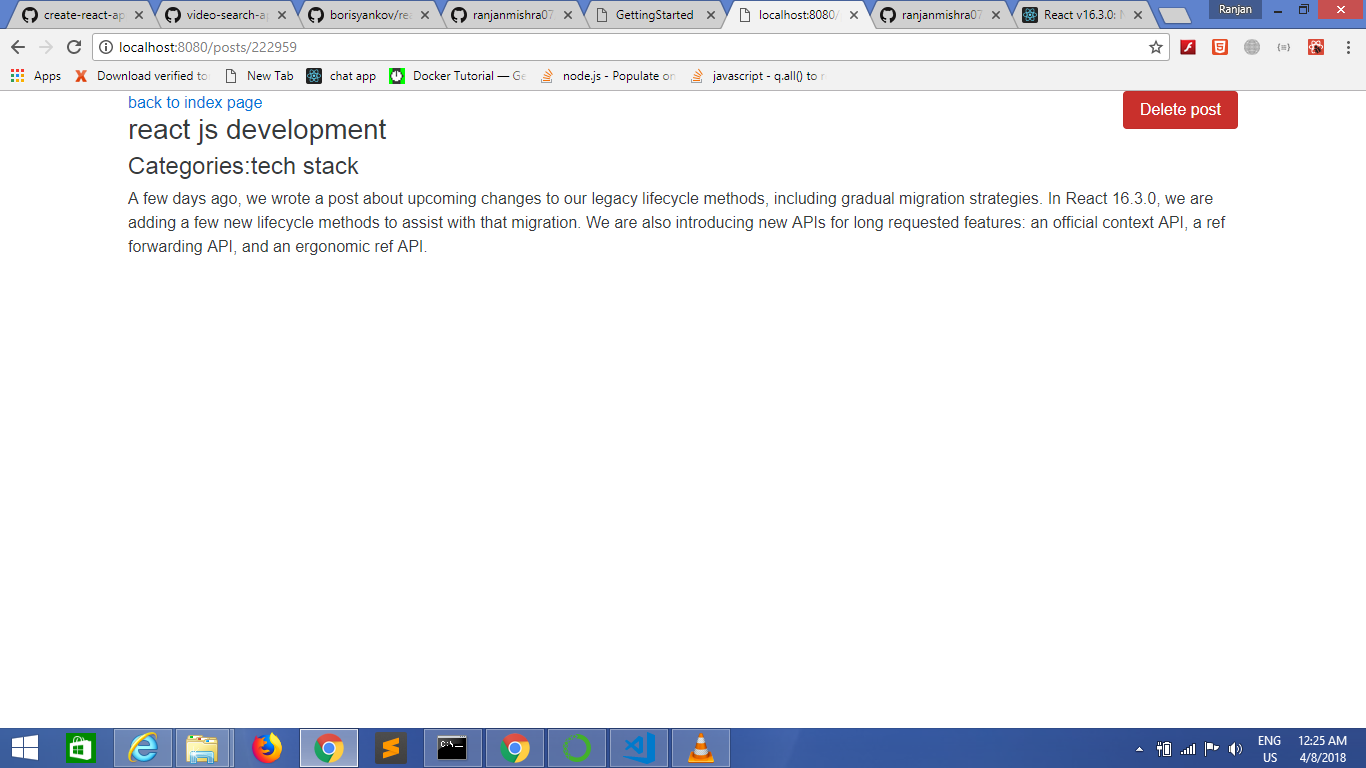 create-react-ap
video-search-a
borisyankov/re
ranjanmishra07
GettingStarted
localhost:8080/
ranjanmishra07
React v16.3.0: N
Ranjan
localhost:8080/posts/222959
Apps
Download verified to
New Tab
chat app
Docker Tutorial — Ge
node.js - Populate on
javascript - q.all() to r
back to index page
Delete post
react js development
Categories:tech stack
A few days ago, we wrote a post about upcoming changes to our legacy lifecycle methods, including gradual migration strategies. In React 16.3.0, we are
adding a few new lifecycle methods to assist with that migration. We are also introducing new APIs for long requested features: an official context API, a ref
forwarding API, and an ergonomic ref API.
ENG
US
12:25 AM
4/8/2018